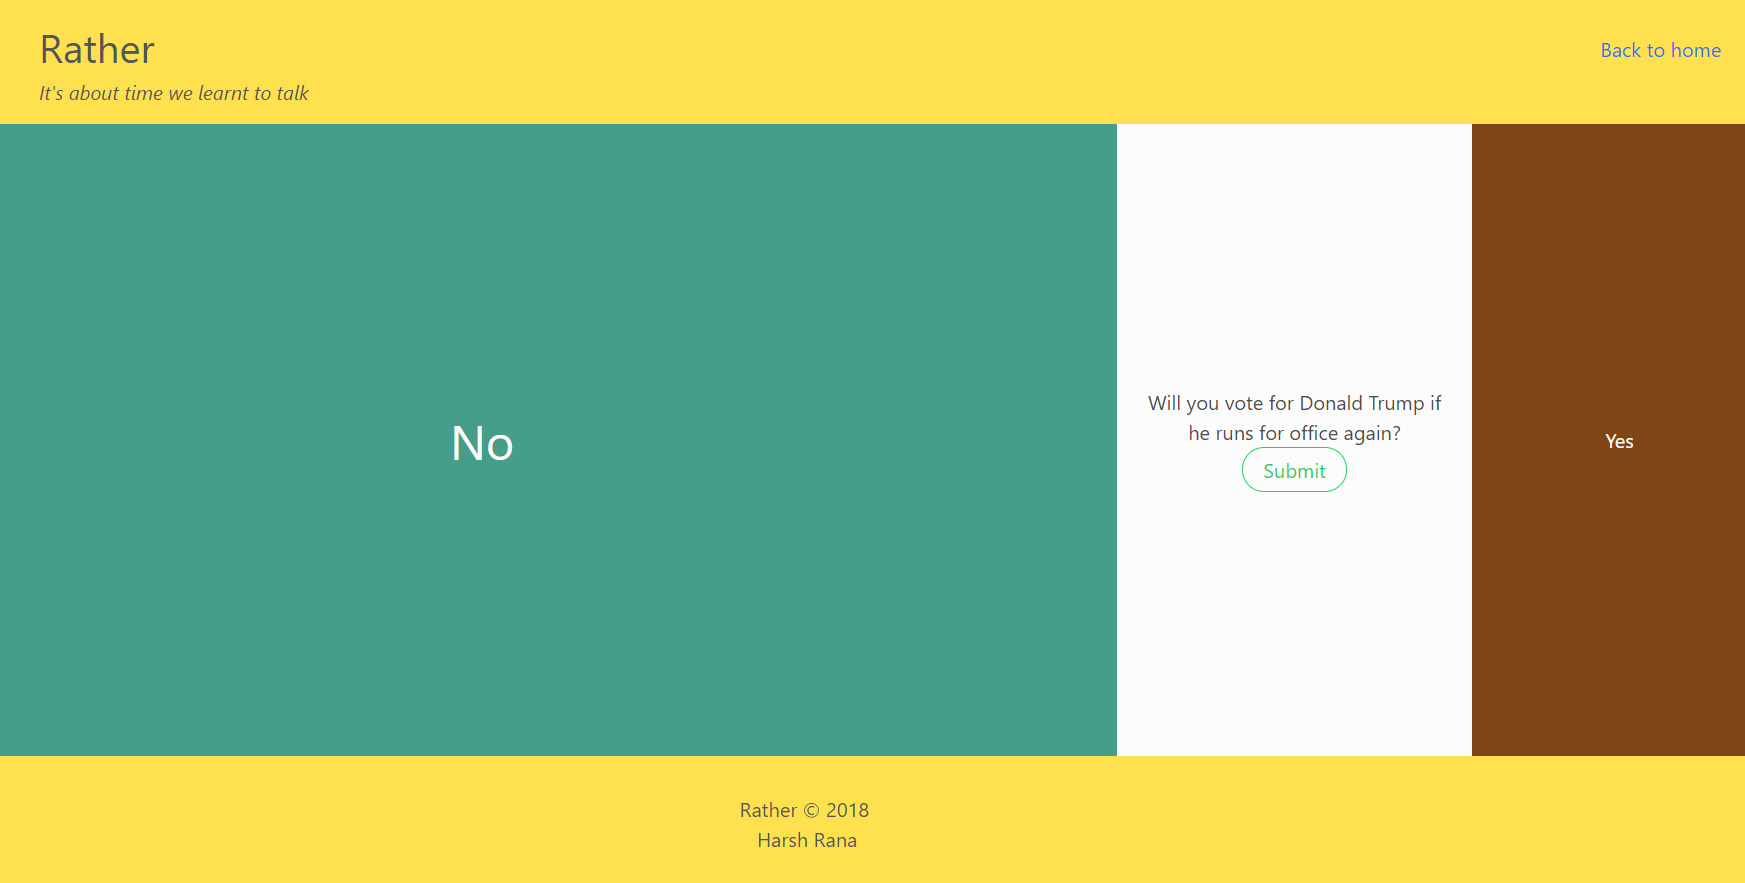 Rather
Back to home
It's about time we learnt to talk
No
Will you vote for Donald Trump if
he runs for office again?
Submit
Yes
Rather © 2018
Harsh Rana